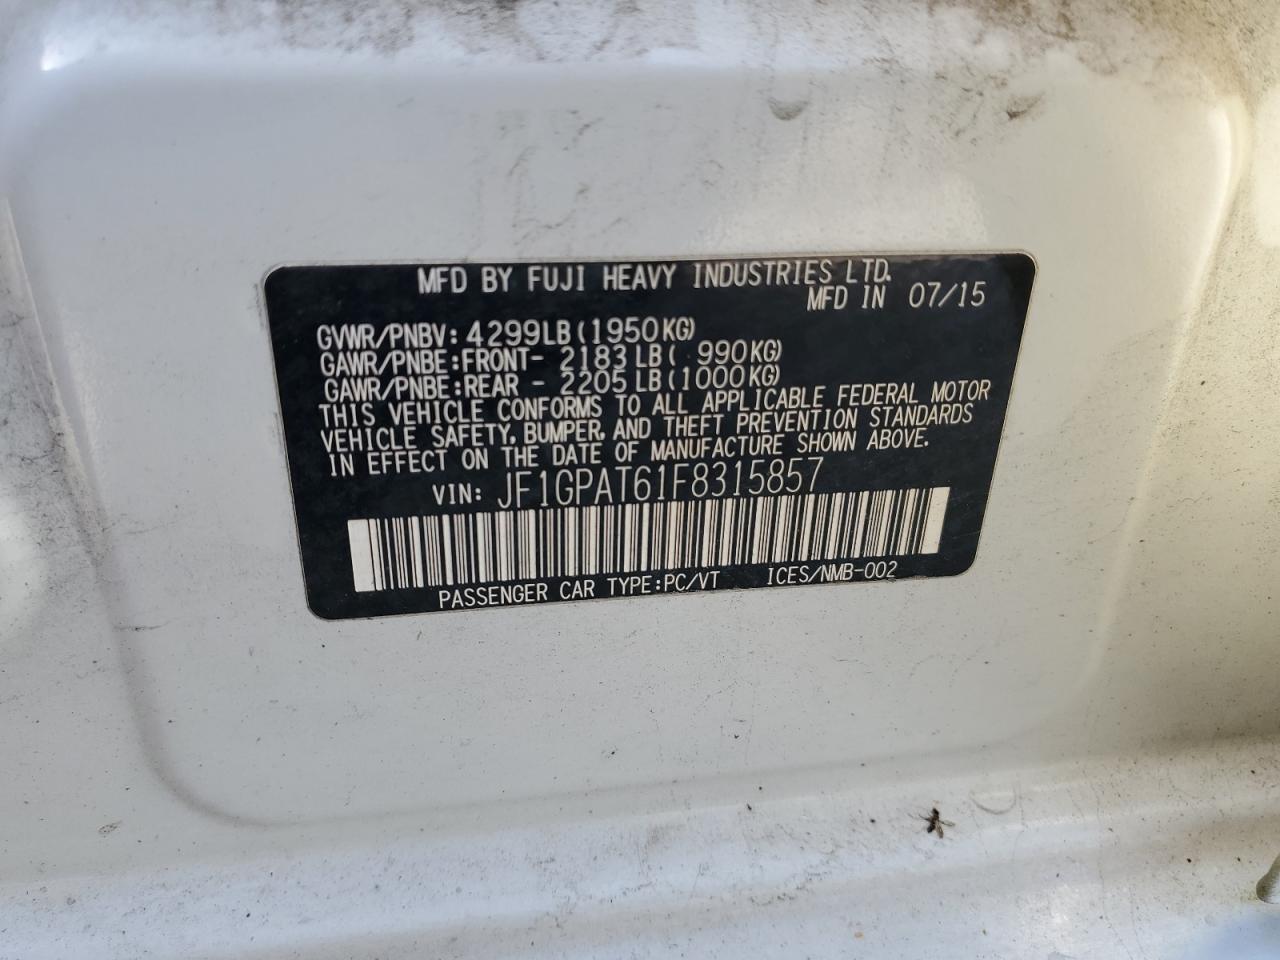 MFD BY FUJI HEAVY INDUSTRIES LTD.
MFD IN 07/15
GVWR/PNBV: 4299LB (1950KG)
GAWR/PNBE:FRONT- 2183LB ( 990KG)
GAWR/PNBE:REAR - 2205LB (1000KG)
THIS VEHICLE CONFORMS TO ALL APPLICABLE FEDERAL MOTOR
VEHICLE SAFETY, BUMPER, AND THEFT PREVENTION STANDARDS
IN EFFECT ON THE DATE OF MANUFACTURE SHOWN ABOVE.
VIN: JF1GPAT61F8315857
PASSENGER CAR TYPE:PC/VT ICES/NMB-002